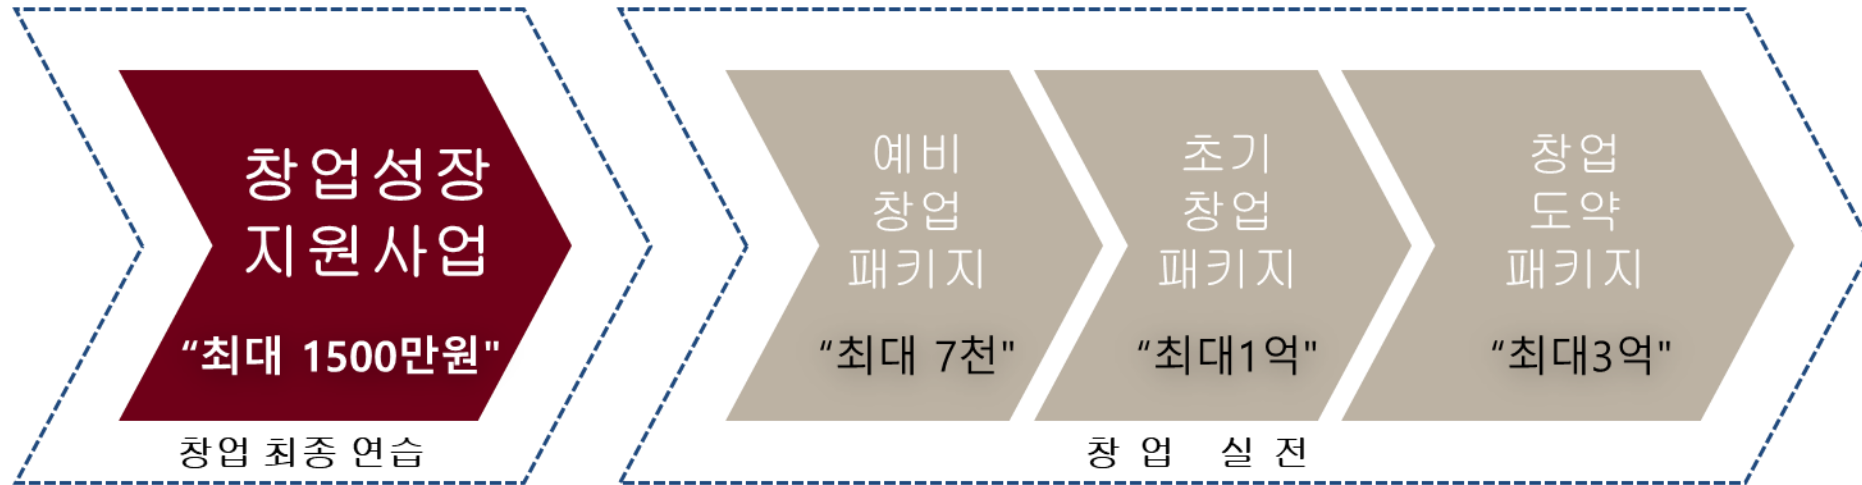 창업성장
지원사업
“최대 1500만원"
창업 최종 연습
예비
창업
패키지
“최대 7천"
초기
창업
패키지
“최대1억"
창업
도약
패키지
“최대3억"
창 업 실 전